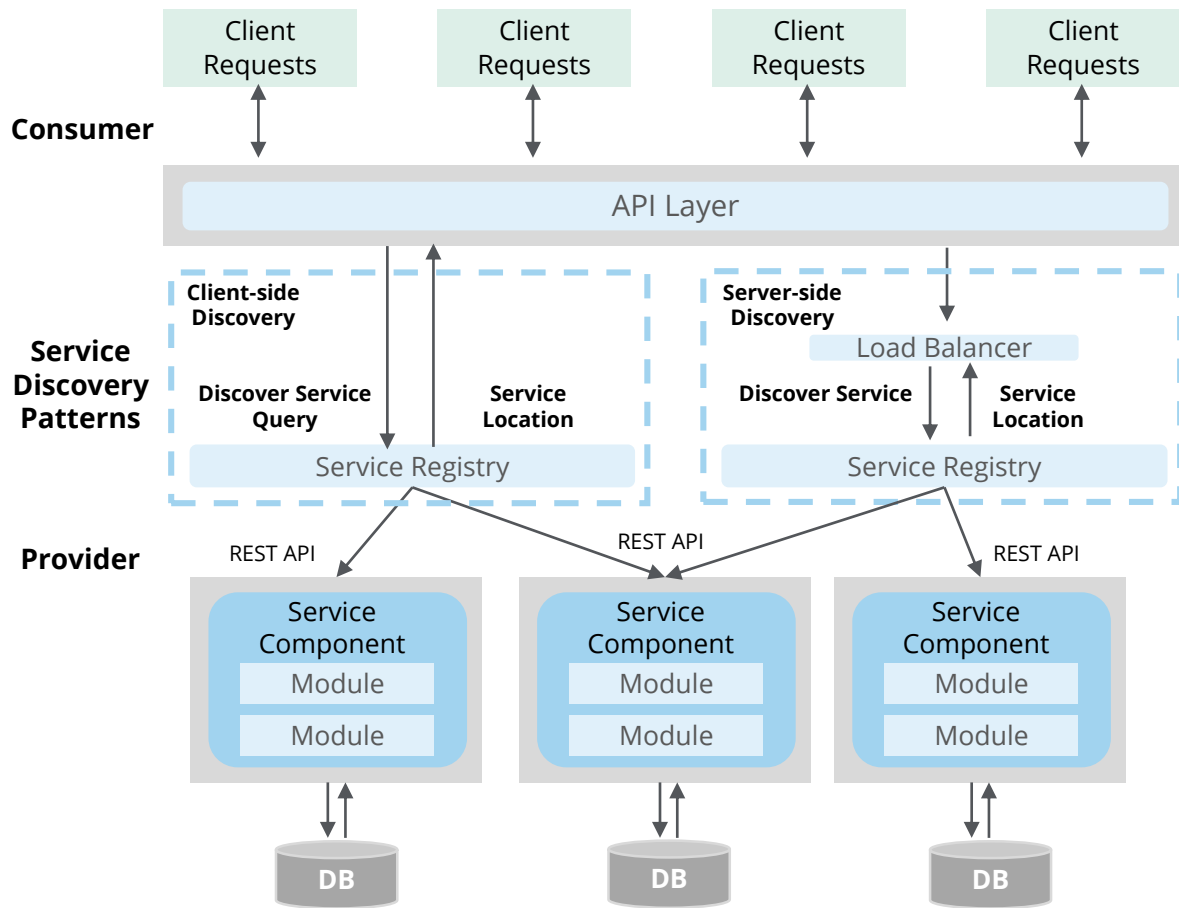 Client
Requests
Client
Requests
Client
Requests
Client
Requests
Consumer
API Layer
Service
Discovery
Patterns
Client-side
Discovery
Discover Service
Query
Service
Location
Service Registry
Server-side
Discovery
Load Balancer
Discover Service
Service
Location
Service Registry
Provider
REST API
REST API
REST API
Service
Component
Module
Module
Service
Component
Module
Module
Service
Component
Module
Module
DB
DB
DB